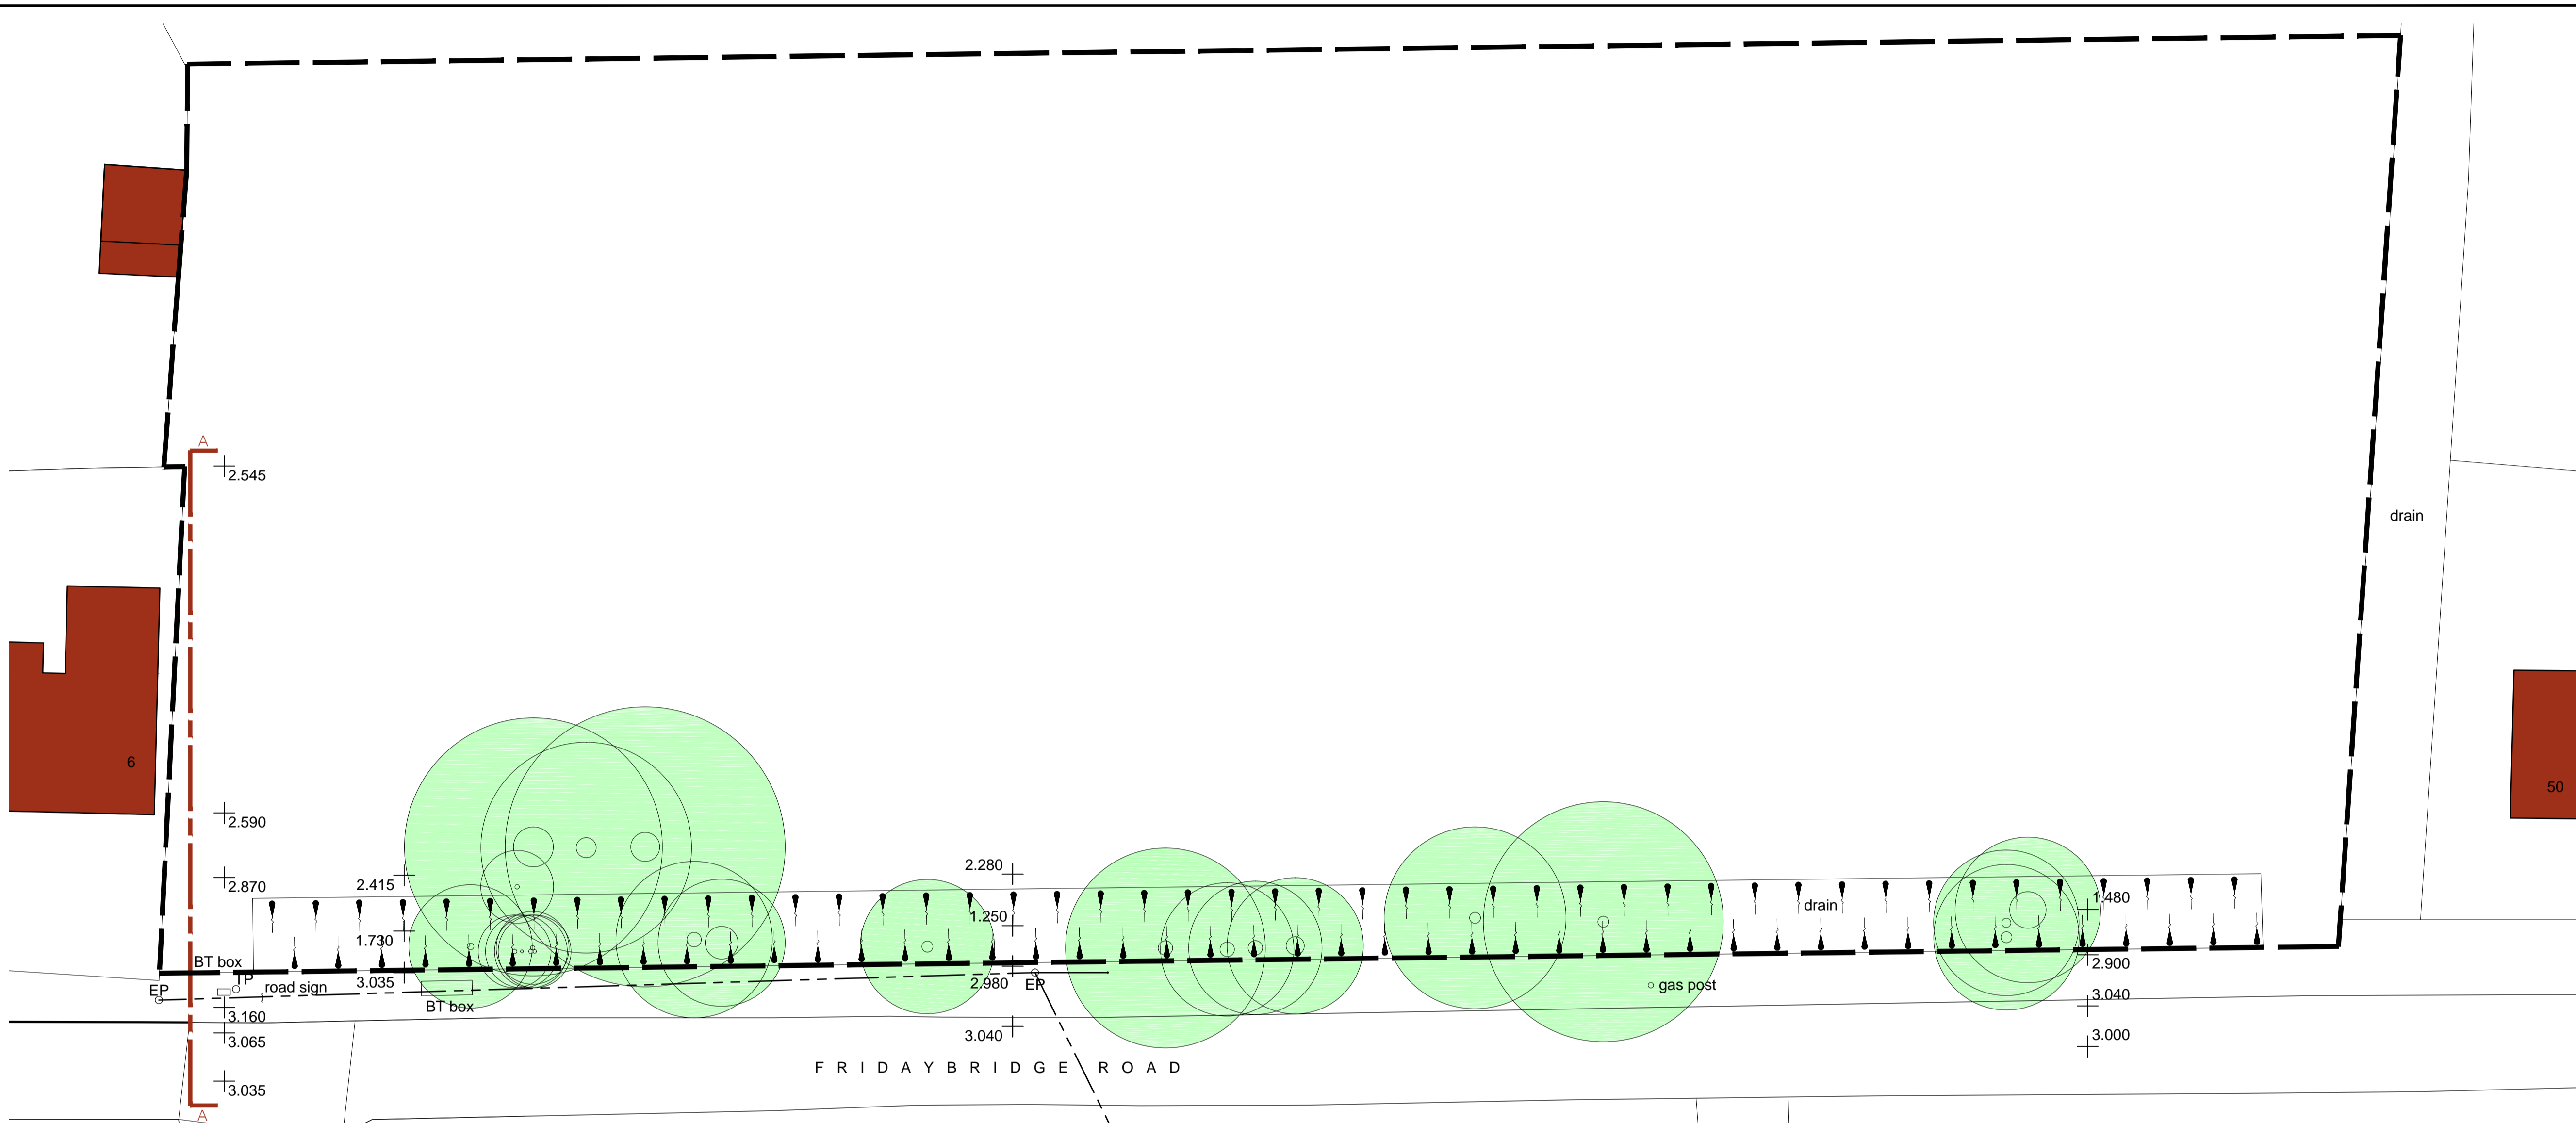 A
2.545
drain
6
50
2.590
2.870
2.415
2.280
1.480
drain
1.250
1.730
BT box
2.900
TP
3.035
2.980
EP
road sign
EP
gas post
3.040
BT box
3.160
3.065
3.040
3.000
FRIDAYBRIDGE ROAD
3.035
A